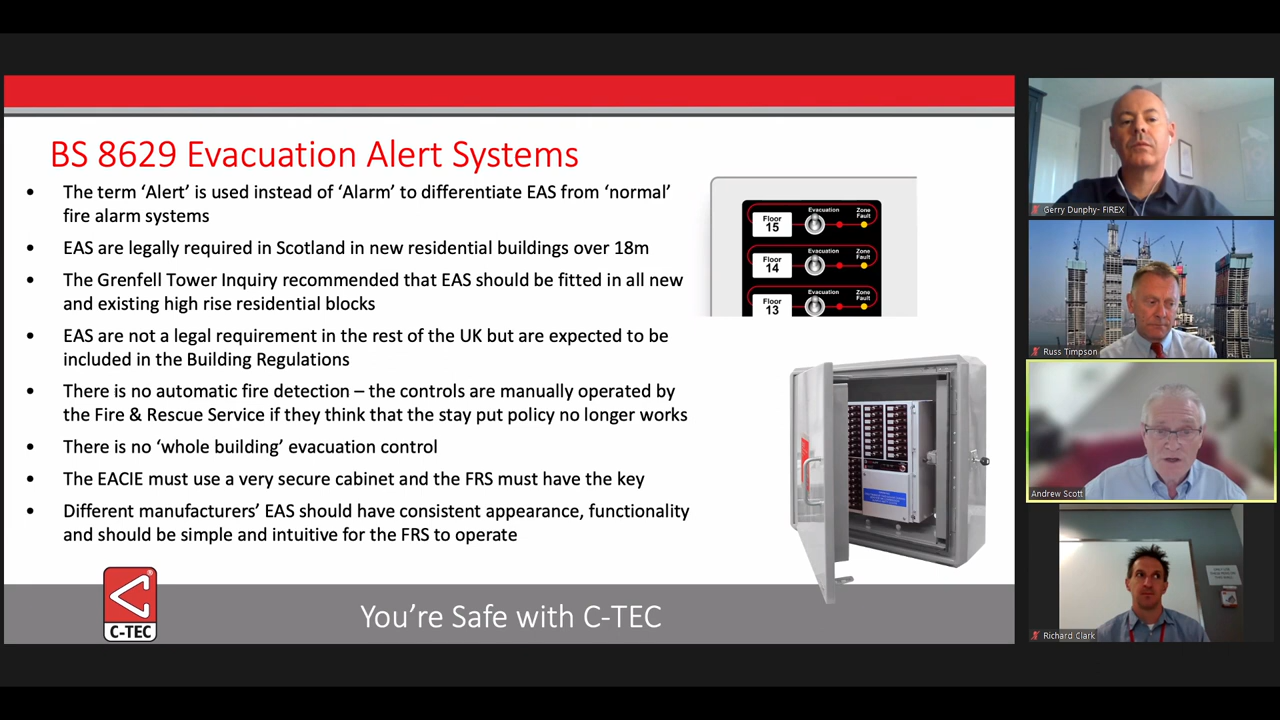 BS 8629 Evacuation Alert Systems
• The term ‘Alert’ is used instead of ‘Alarm’ to differentiate EAS from ‘normal’
fire alarm systems
• EAS are legally required in Scotland in new residential buildings over 18m
• The Grenfell Tower Inquiry recommended that EAS should be fitted in all new
and existing high rise residential blocks
• EAS are not a legal requirement in the rest of the UK but are expected to be
included in the Building Regulations
• There is no automatic fire detection – the controls are manually operated by
the Fire & Rescue Service if they think that the stay put policy no longer works
• There is no ‘whole building’ evacuation control
• The EACIE must use a very secure cabinet and the FRS must have the key
• Different manufacturers’ EAS should have consistent appearance, functionality
and should be simple and intuitive for the FRS to operate
Floor
15
Evacuation
Zone
Fault
Floor
14
Evacuation
Zone
Fault
Floor
13
Evacuation
Zone
Fault
C-TEC
®
You’re Safe with C-TEC
Gerry Dunphy- FIREX
Russ Timpson
Andrew Scott
Richard Clark